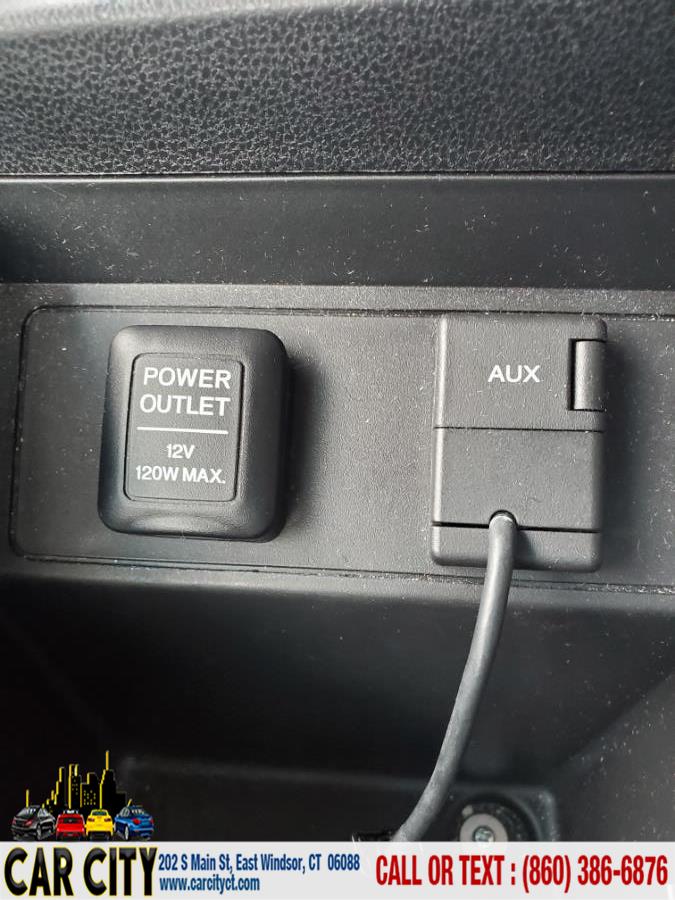 POWER
OUTLET
12V
120W MAX.
AUX
CAR CITY
202 S Main St, East Windsor, CT 06088
www.carcityct.com
CALL OR TEXT : (860) 386-6876